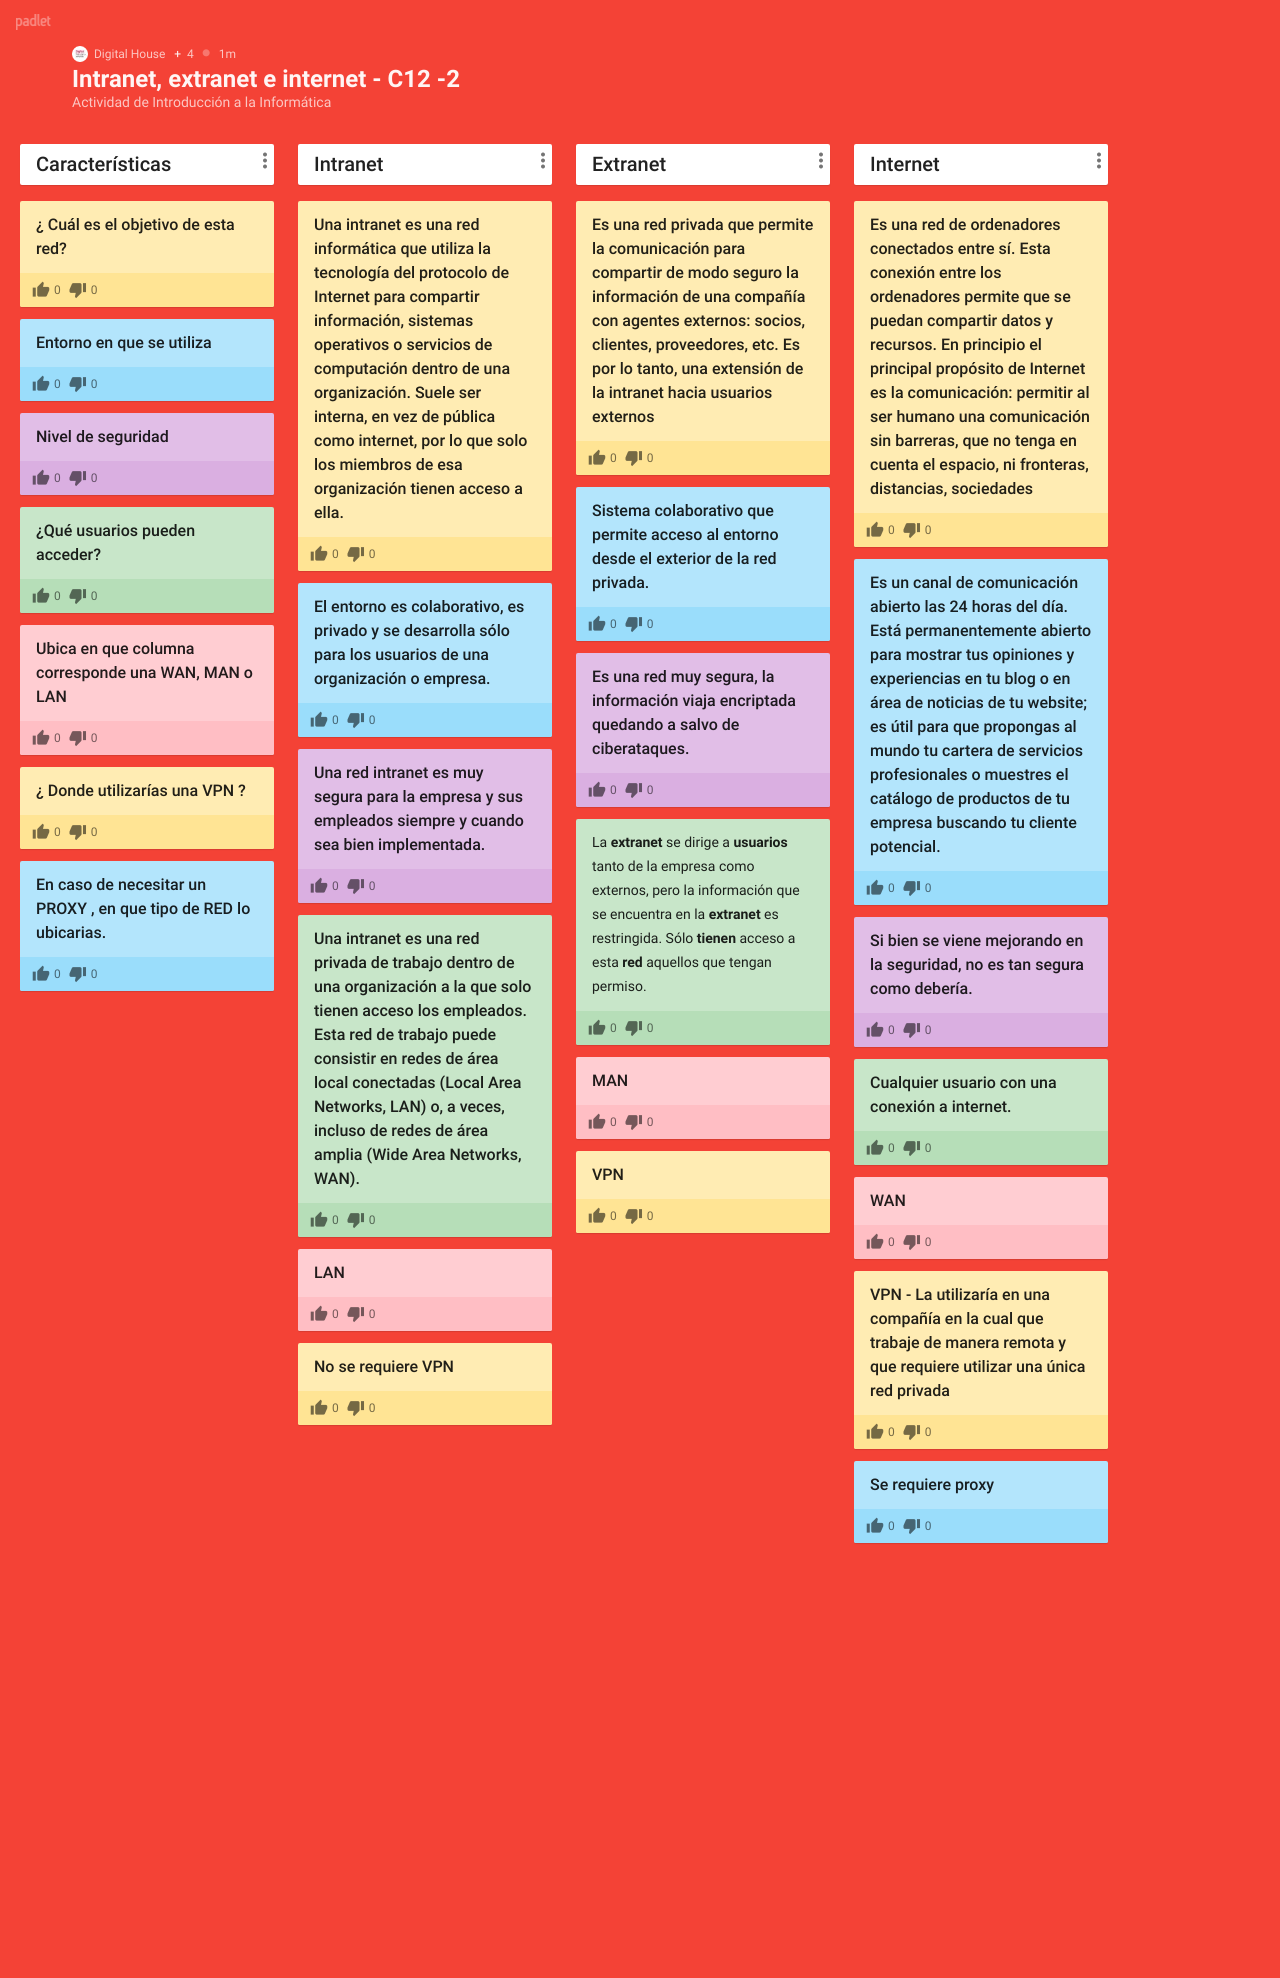 padlet
Digital House + 4 1m
Intranet, extranet e internet - C12 -2
Actividad de Introducción a la Informática
Características
¿ Cuál es el objetivo de esta
red?
0 0
Entorno en que se utiliza
0 0
Nivel de seguridad
0 0
¿Qué usuarios pueden
acceder?
0 0
Ubica en que columna
corresponde una WAN, MAN o
LAN
0 0
¿ Donde utilizarías una VPN ?
0 0
En caso de necesitar un
PROXY , en que tipo de RED lo
ubicarias.
0 0
Intranet
Una intranet es una red
informática que utiliza la
tecnología del protocolo de
Internet para compartir
información, sistemas
operativos o servicios de
computación dentro de una
organización. Suele ser
interna, en vez de pública
como internet, por lo que solo
los miembros de esa
organización tienen acceso a
ella.
0 0
El entorno es colaborativo, es
privado y se desarrolla sólo
para los usuarios de una
organización o empresa.
0 0
Una red intranet es muy
segura para la empresa y sus
empleados siempre y cuando
sea bien implementada.
0 0
Una intranet es una red
privada de trabajo dentro de
una organización a la que solo
tienen acceso los empleados.
Esta red de trabajo puede
consistir en redes de área
local conectadas (Local Area
Networks, LAN) o, a veces,
incluso de redes de área
amplia (Wide Area Networks,
WAN).
0 0
LAN
0 0
No se requiere VPN
0 0
Extranet
Es una red privada que permite
la comunicación para
compartir de modo seguro la
información de una compañía
con agentes externos: socios,
clientes, proveedores, etc. Es
por lo tanto, una extensión de
la intranet hacia usuarios
externos
0 0
Sistema colaborativo que
permite acceso al entorno
desde el exterior de la red
privada.
0 0
Es una red muy segura, la
información viaja encriptada
quedando a salvo de
ciberataques.
0 0
La extranet se dirige a usuarios
tanto de la empresa como
externos, pero la información que
se encuentra en la extranet es
restringida. Sólo tienen acceso a
esta red aquellos que tengan
permiso.
0 0
MAN
0 0
VPN
0 0
Internet
Es una red de ordenadores
conectados entre sí. Esta
conexión entre los
ordenadores permite que se
puedan compartir datos y
recursos. En principio el
principal propósito de Internet
es la comunicación: permitir al
ser humano una comunicación
sin barreras, que no tenga en
cuenta el espacio, ni fronteras,
distancias, sociedades
0 0
Es un canal de comunicación
abierto las 24 horas del día.
Está permanentemente abierto
para mostrar tus opiniones y
experiencias en tu blog o en
área de noticias de tu website;
es útil para que propongas al
mundo tu cartera de servicios
profesionales o muestres el
catálogo de productos de tu
empresa buscando tu cliente
potencial.
0 0
Si bien se viene mejorando en
la seguridad, no es tan segura
como debería.
0 0
Cualquier usuario con una
conexión a internet.
0 0
WAN
0 0
VPN - La utilizaría en una
compañía en la cual que
trabaje de manera remota y
que requiere utilizar una única
red privada
0 0
Se requiere proxy
0 0